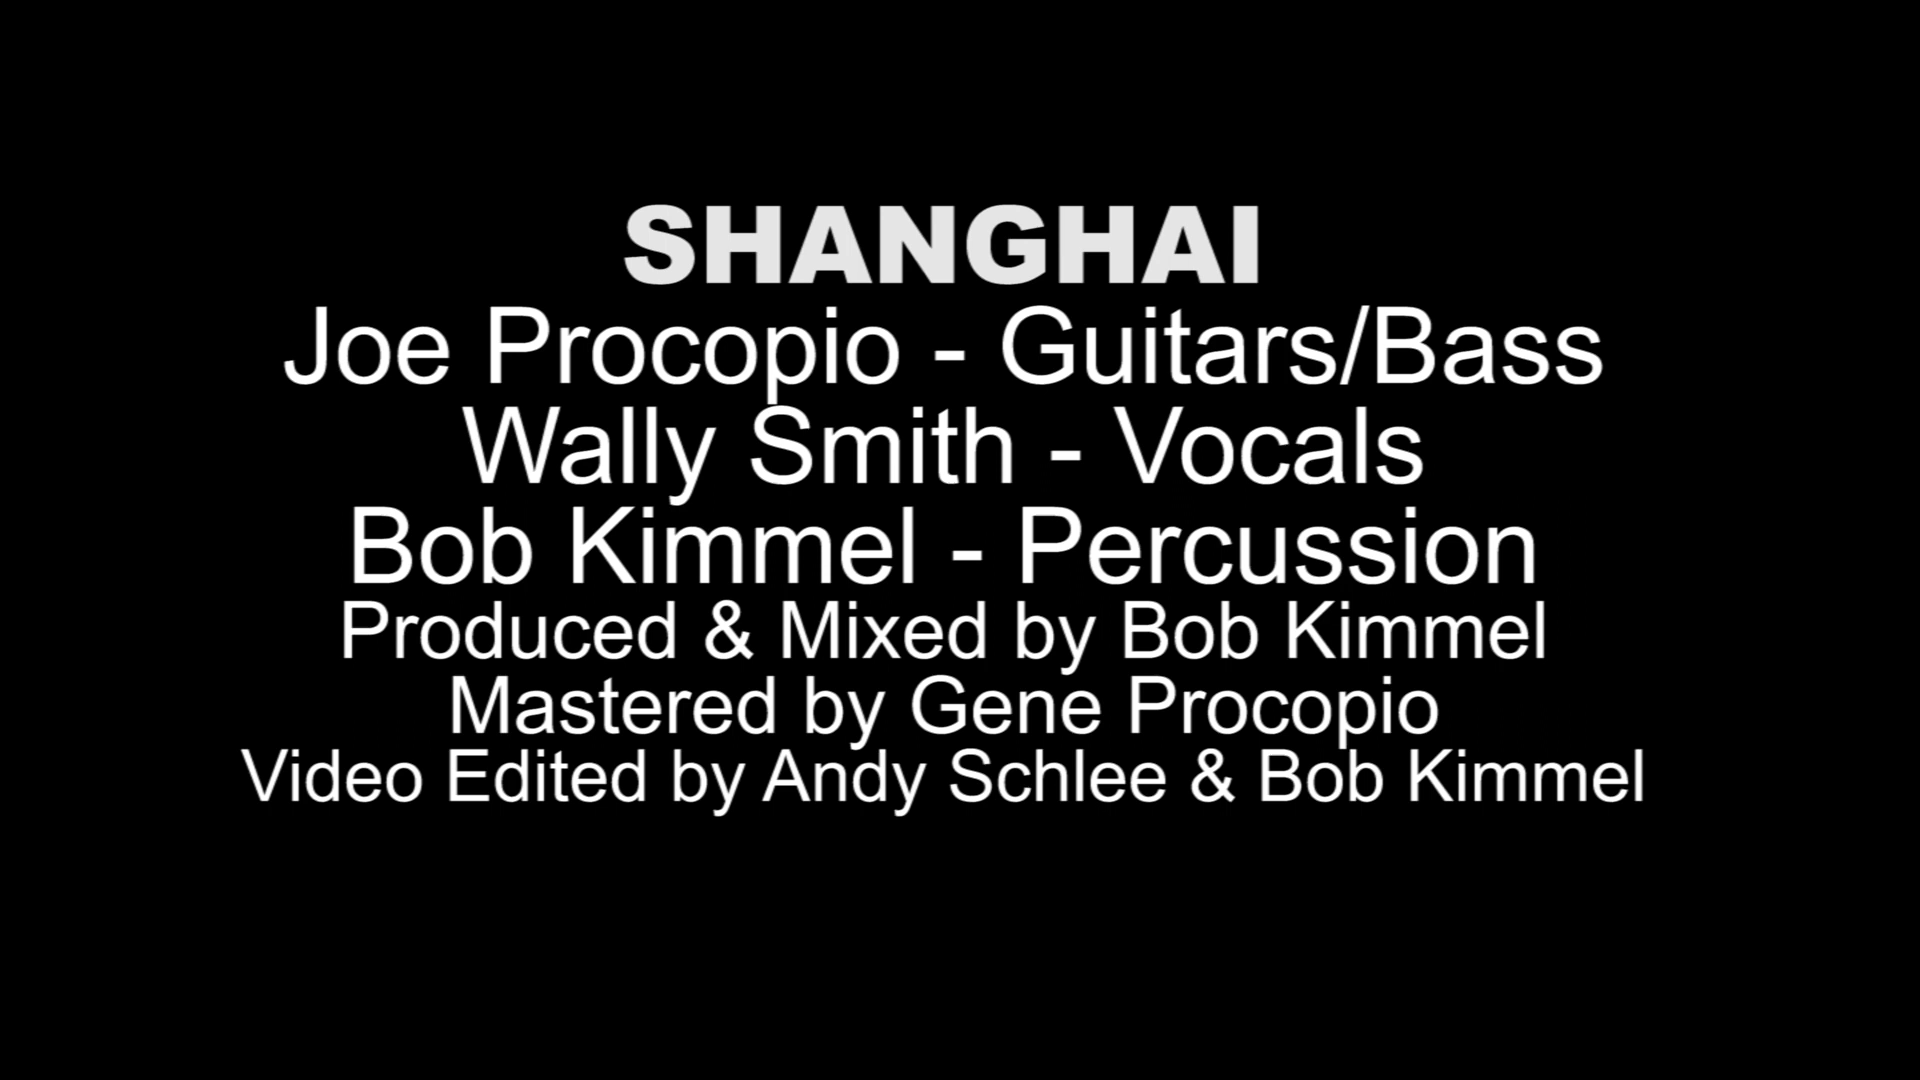 SHANGHAI
Joe Procopio - Guitars/Bass
Wally Smith - Vocals
Bob Kimmel - Percussion
Produced & Mixed by Bob Kimmel
Mastered by Gene Procopio
Video Edited by Andy Schlee & Bob Kimmel